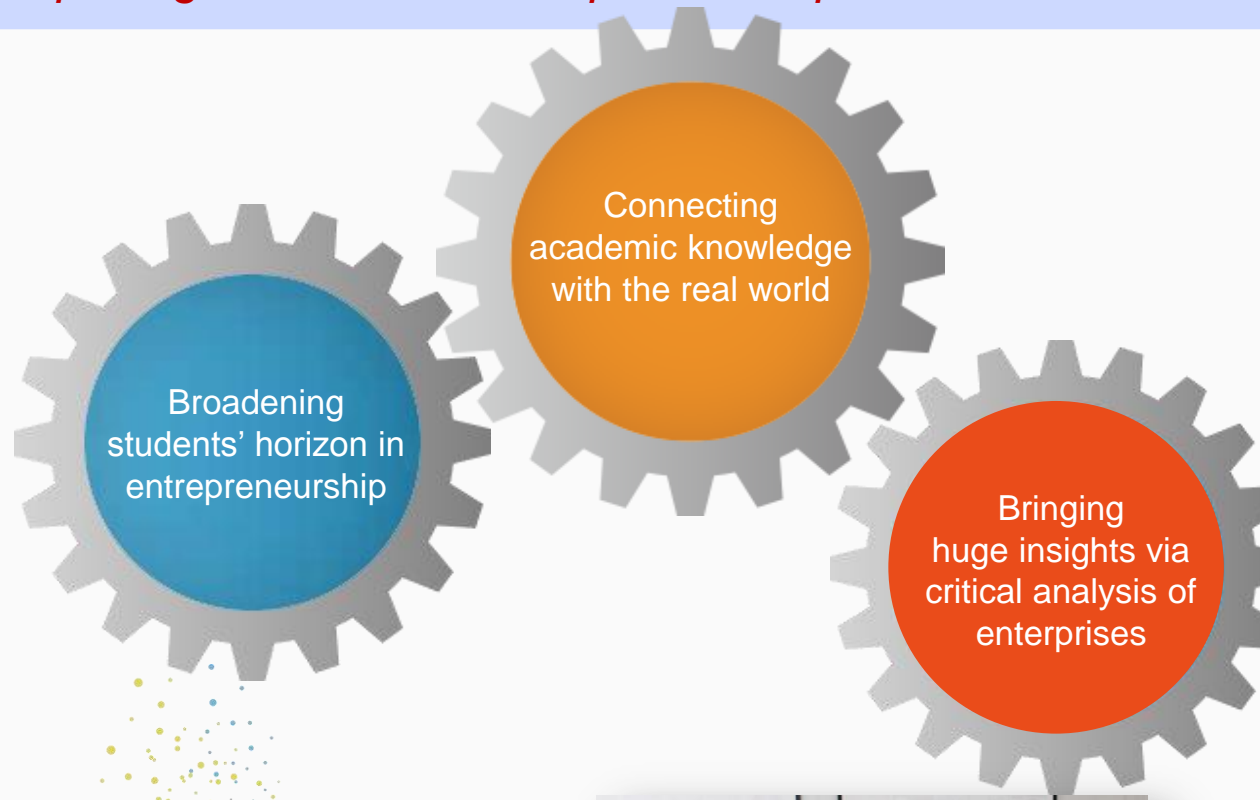 Broadening
students’ horizon in
entrepreneurship
Connecting
academic knowledge
with the real world
Bringing
huge insights via
critical analysis of
enterprises